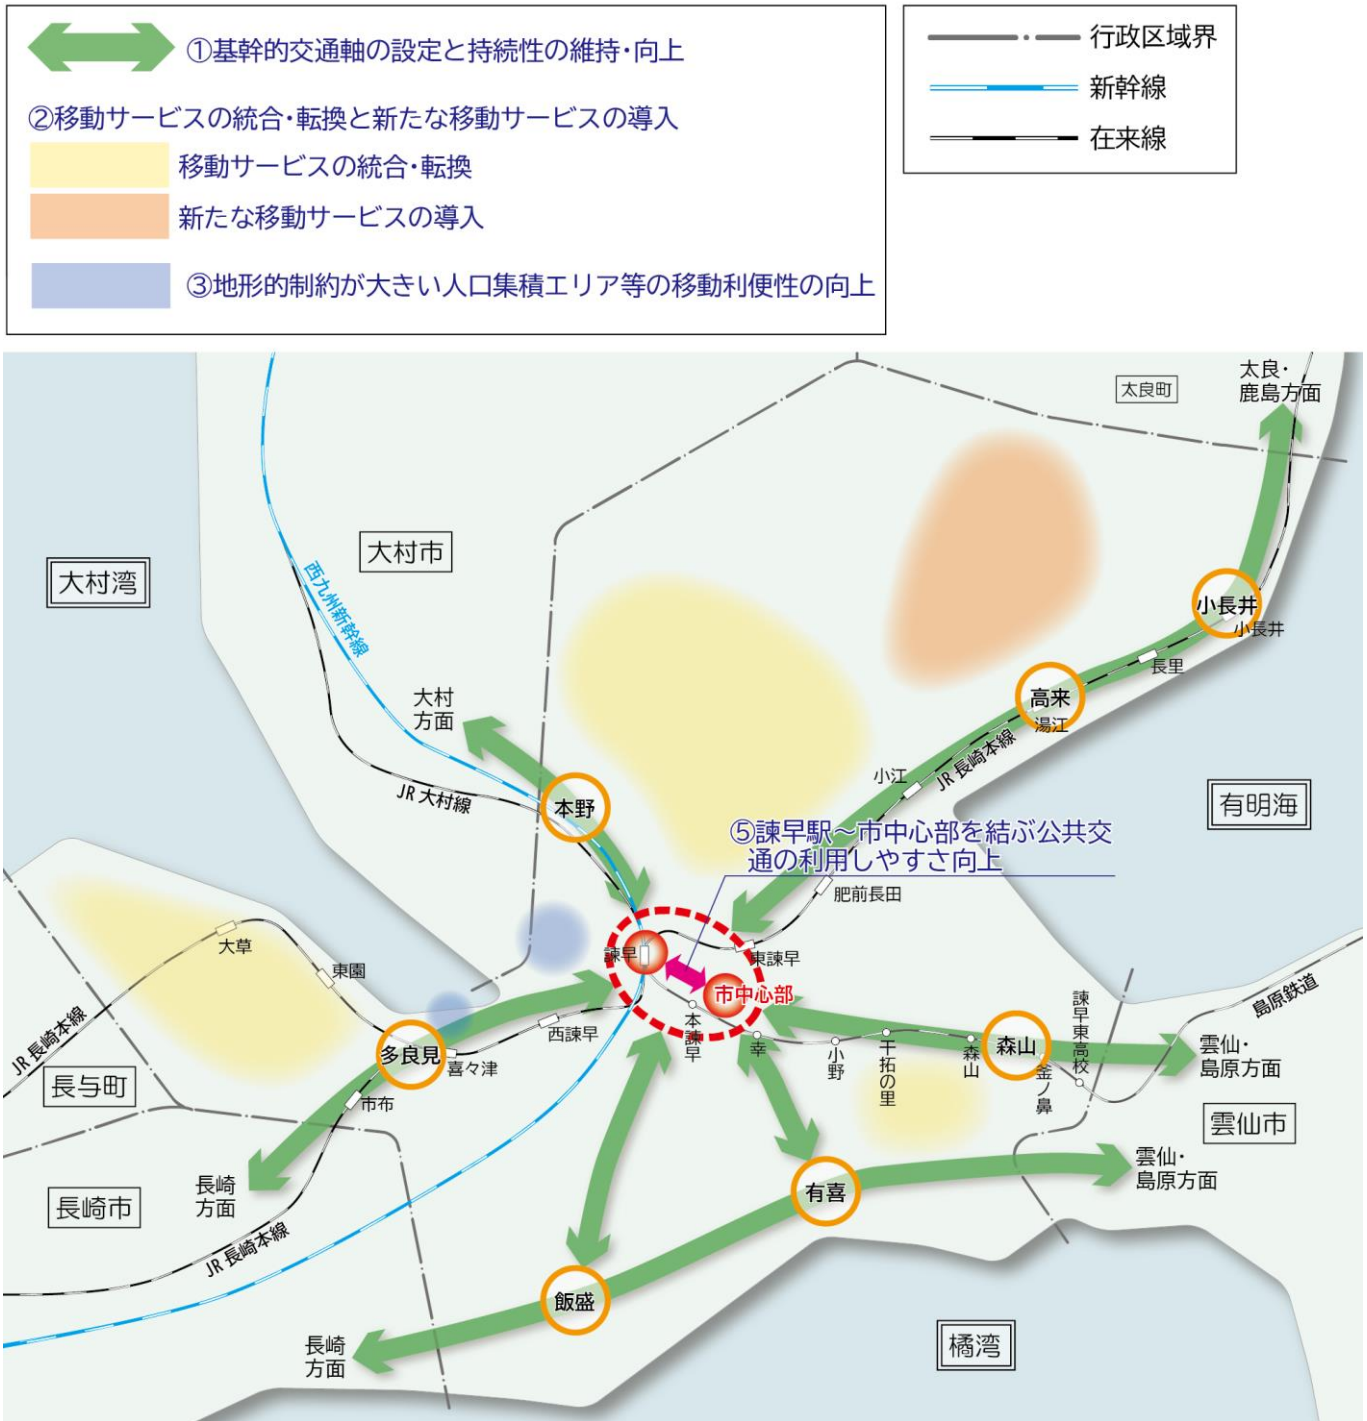 ①基幹的交通軸の設定と持続性の維持・向上
②移動サービスの統合・転換と新たな移動サービスの導入
移動サービスの統合・転換
新たな移動サービスの導入
③地形的制約が大きい人口集積エリア等の移動利便性の向上
行政区域界
新幹線
在来線
太良・
鹿島方面
太良町
大村市
大村湾
西九州新幹線
小長井
小長井
長里
高来
湯江
大村
方面
JR 長崎本線
小江
JR 大村線
本野
有明海
⑤諫早駅～市中心部を結ぶ公共交
通の利用しやすさ向上
肥前長田
大草
東園
諫早
東諫早
市中心部
島原鉄道
諫早東高校
JR 長崎本線
西諫早
本諫早
幸
小野
干拓の里
森山
森山
釜ノ鼻
雲仙・
島原方面
多良見
喜々津
長与町
市布
雲仙市
雲仙・
島原方面
長崎
方面
有喜
長崎市
JR 長崎本線
飯盛
長崎
方面
橘湾